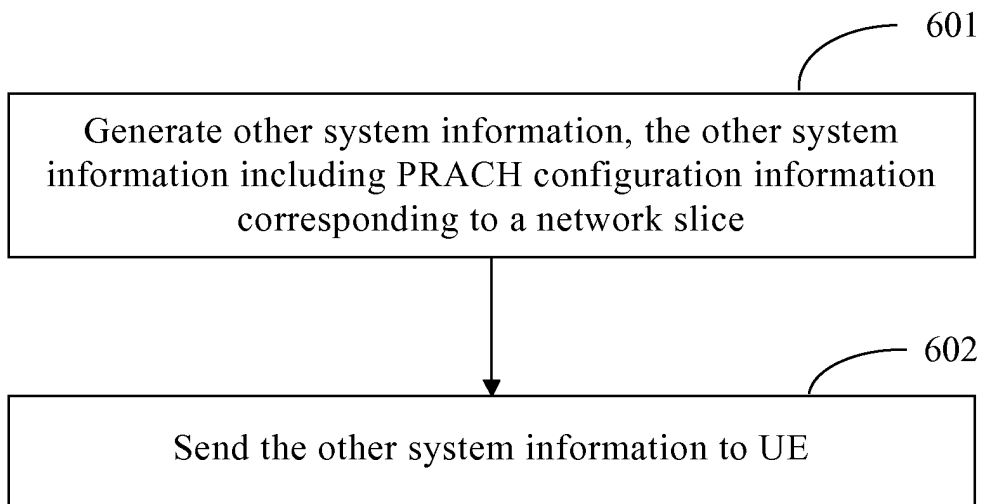 601
Generate other system information, the other system
information including PRACH configuration information
corresponding to a network slice
602
Send the other system information to UE